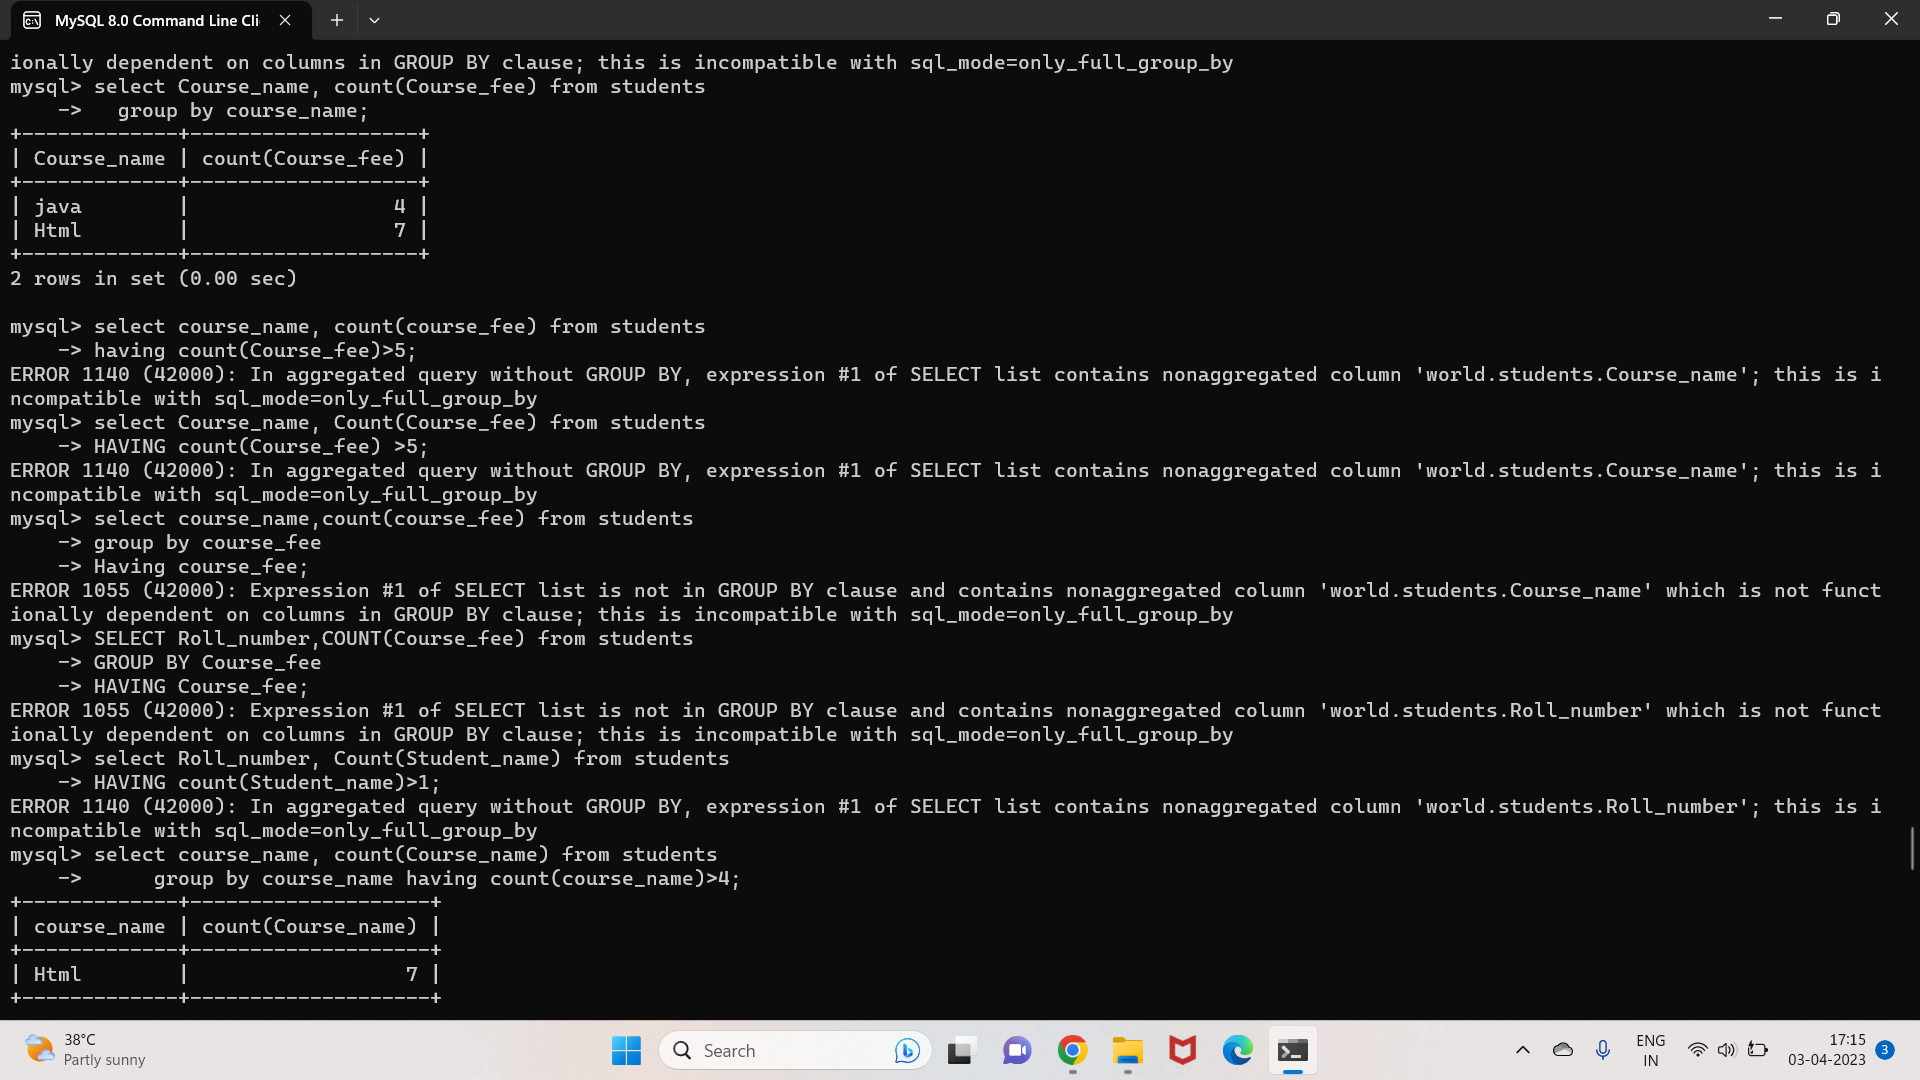 MySQL 8.0 Command Line Cli
ionally dependent on columns in GROUP BY clause; this is incompatible with sql_mode=only_full_group_by
mysql> select Course_name, count(Course_fee) from students
    ->   group by course_name;
+-------------+-------------------+
| Course_name | count(Course_fee) |
+-------------+-------------------+
| java        |                 4 |
| Html        |                 7 |
+-------------+-------------------+
2 rows in set (0.00 sec)
mysql> select course_name, count(course_fee) from students
    -> having count(Course_fee)>5;
ERROR 1140 (42000): In aggregated query without GROUP BY, expression #1 of SELECT list contains nonaggregated column 'world.students.Course_name'; this is i
ncompatible with sql_mode=only_full_group_by
mysql> select Course_name, Count(Course_fee) from students
    -> HAVING count(Course_fee) >5;
ERROR 1140 (42000): In aggregated query without GROUP BY, expression #1 of SELECT list contains nonaggregated column 'world.students.Course_name'; this is i
ncompatible with sql_mode=only_full_group_by
mysql> select course_name,count(course_fee) from students
    -> group by course_fee
    -> Having course_fee;
ERROR 1055 (42000): Expression #1 of SELECT list is not in GROUP BY clause and contains nonaggregated column 'world.students.Course_name' which is not funct
ionally dependent on columns in GROUP BY clause; this is incompatible with sql_mode=only_full_group_by
mysql> SELECT Roll_number,COUNT(Course_fee) from students
    -> GROUP BY Course_fee
    -> HAVING Course_fee;
ERROR 1055 (42000): Expression #1 of SELECT list is not in GROUP BY clause and contains nonaggregated column 'world.students.Roll_number' which is not funct
ionally dependent on columns in GROUP BY clause; this is incompatible with sql_mode=only_full_group_by
mysql> select Roll_number, Count(Student_name) from students
    -> HAVING count(Student_name)>1;
ERROR 1140 (42000): In aggregated query without GROUP BY, expression #1 of SELECT list contains nonaggregated column 'world.students.Roll_number'; this is i
ncompatible with sql_mode=only_full_group_by
mysql> select course_name, count(Course_name) from students
    ->      group by course_name having count(course_name)>4;
+-------------+--------------------+
| course_name | count(Course_name) |
+-------------+--------------------+
| Html        |                  7 |
+-------------+--------------------+
38°C
Partly sunny
Search
ENG
IN
17:15
03-04-2023
3